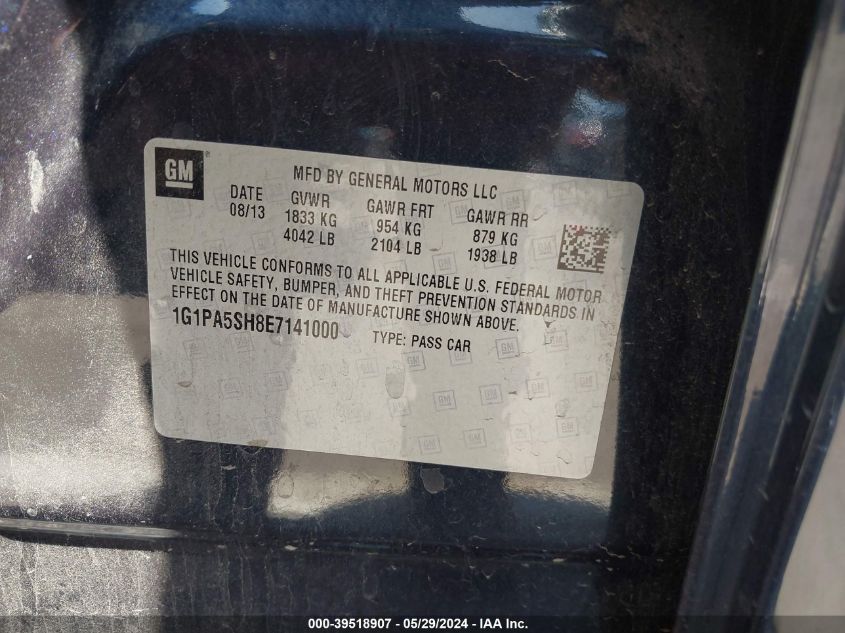 GM
MFD BY GENERAL MOTORS LLC
DATE GVWR GAWR FRT GAWR RR
08/13 1833 KG 954 KG 879 KG
4042 LB 2104 LB 1938 LB
THIS VEHICLE CONFORMS TO ALL APPLICABLE U.S. FEDERAL MOTOR
VEHICLE SAFETY, BUMPER, AND THEFT PREVENTION STANDARDS IN
EFFECT ON THE DATE OF MANUFACTURE SHOWN ABOVE.
1G1PA5SH8E7141000 TYPE: PASS CAR
000-39518907 - 05/29/2024 - IAA Inc.